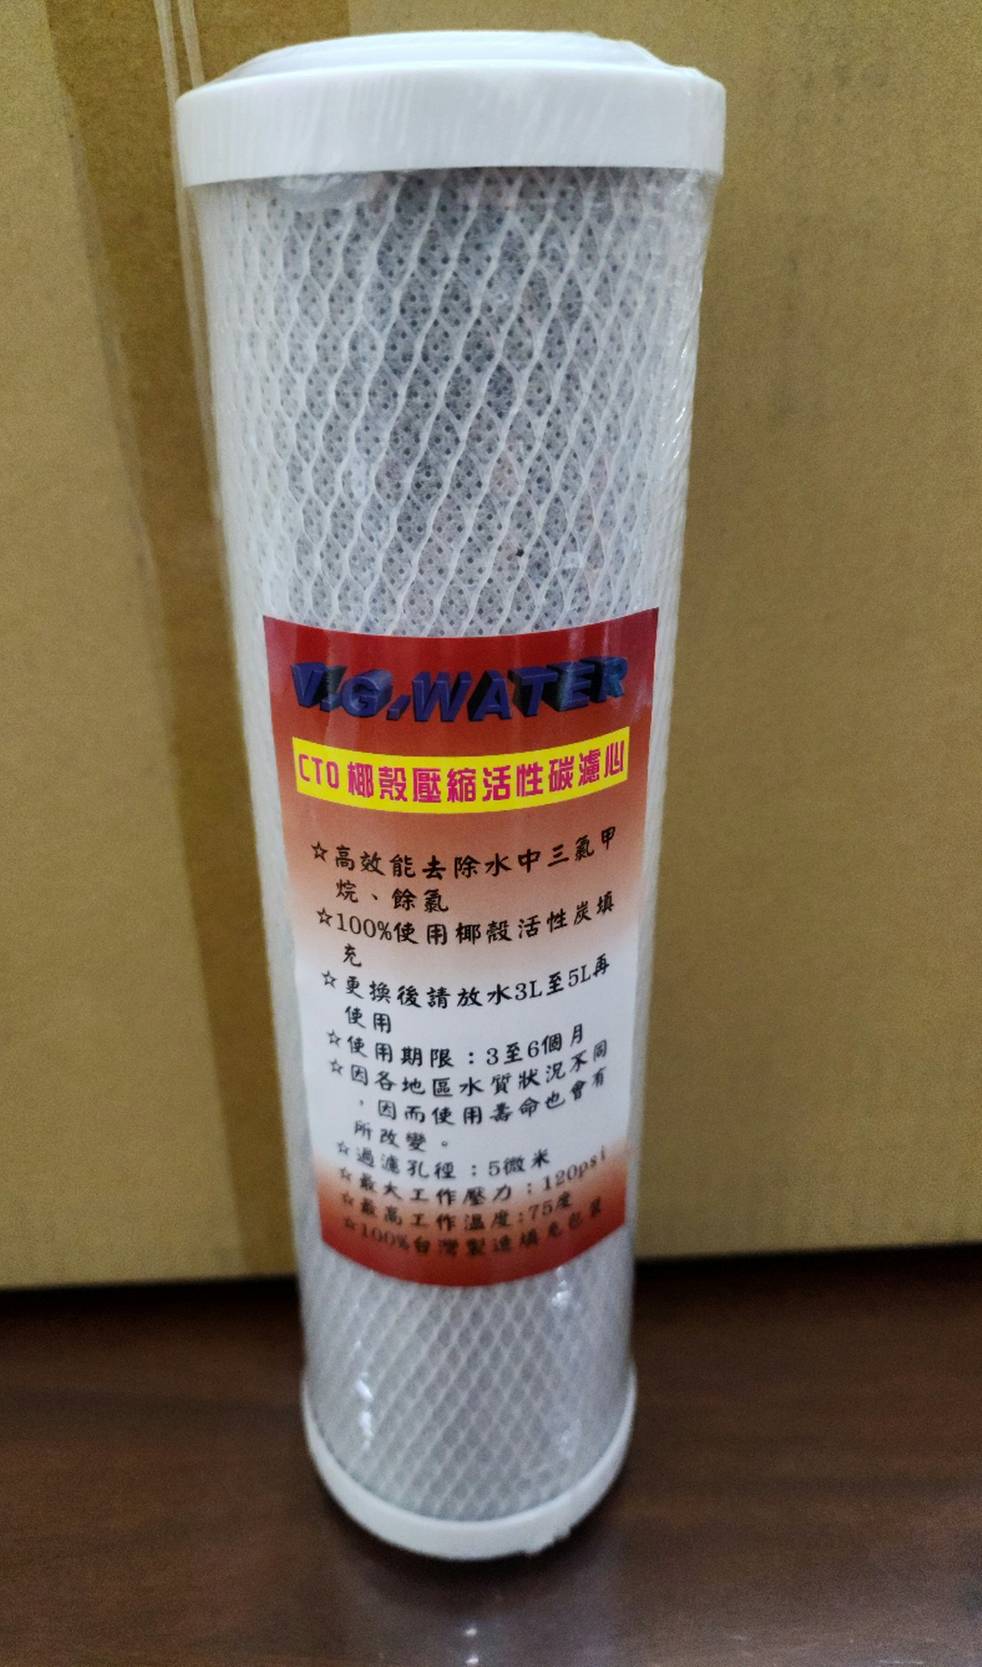 V.G.WATER
CTO 椰殼壓縮活性碳濾心
☆高效能去除水中三氯甲
烷、餘氯
☆100%使用椰殼活性炭填
充
☆更換後請放水3L至5L再
使用
☆使用期限：3至6個月
☆因各地區水質狀況不同
，因而使用壽命也會有
所改變。
☆過濾孔徑：5微米
☆最大工作壓力：120psi
☆最高工作溫度:75度
☆100%台灣製造填充包裝